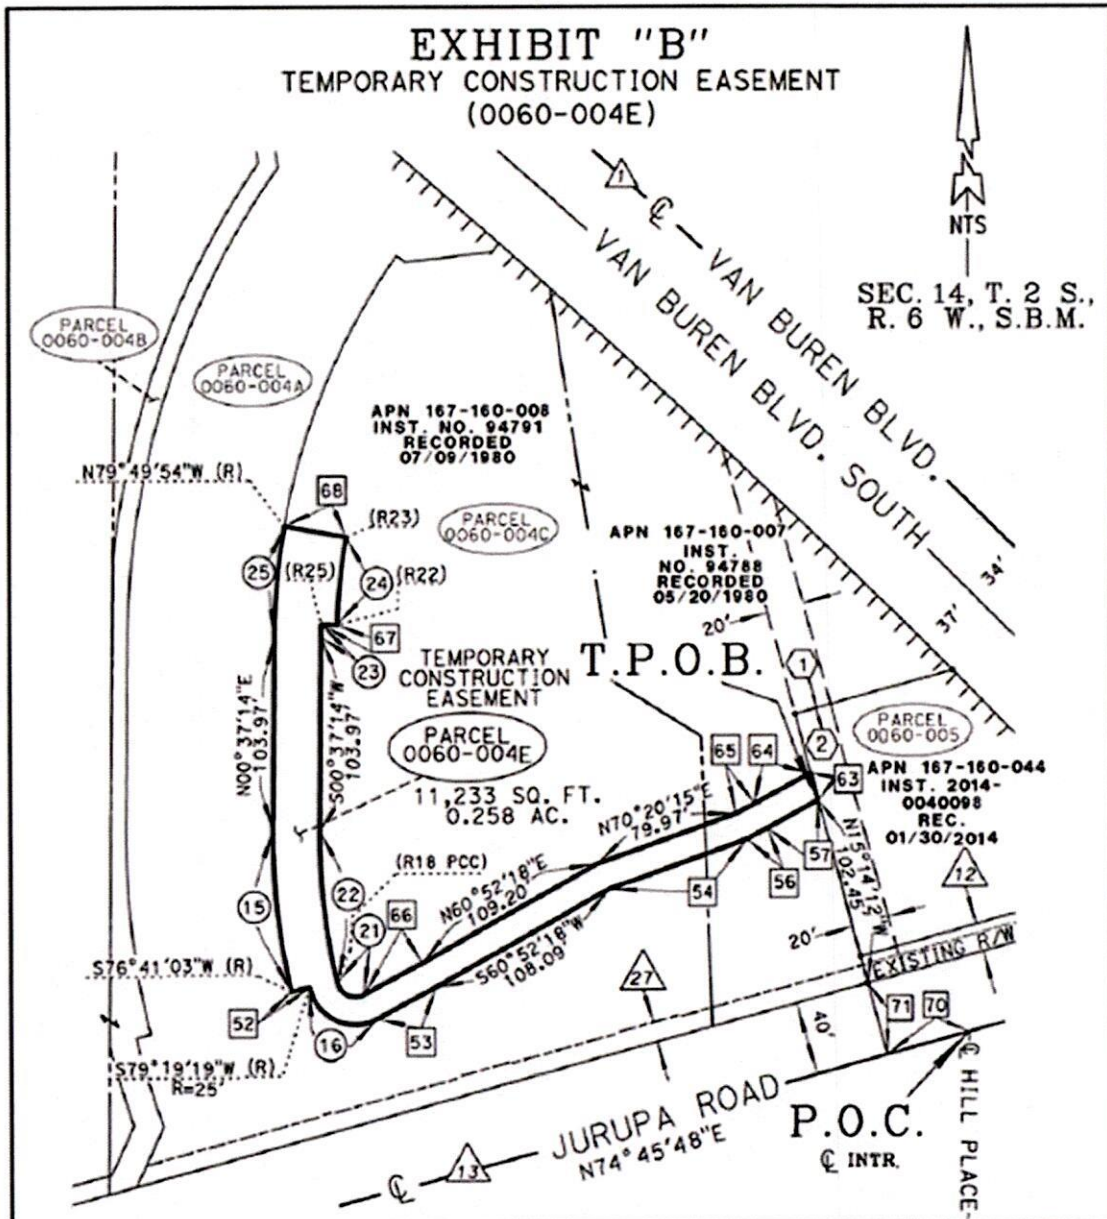 EXHIBIT "B"
TEMPORARY CONSTRUCTION EASEMENT
(0060-004E)
N
NTS
SEC. 14, T. 2 S.,
R. 6 W., S.B.M.
1
℄
VAN BUREN BLVD.
VAN BUREN BLVD. SOUTH
34'
37'
PARCEL
0060-004B
PARCEL
0060-004A
APN 167-160-008
INST. NO. 94791
RECORDED
07/09/1980
N79°49'54"W (R)
68
(R23)
PARCEL
0060-004C
APN 167-160-007
INST.
NO. 94788
RECORDED
05/20/1980
25
(R25)
24
(R22)
67
23
20'
T.P.O.B.
1
2
TEMPORARY
CONSTRUCTION
EASEMENT
PARCEL
0060-004E
11,233 SQ. FT.
0.258 AC.
N00°37'14"E
103.97'
S00°37'14"W
103.97'
PARCEL
0060-005
65
64
63
APN 167-160-044
INST. 2014-
0040098
REC.
01/30/2014
N70°20'15"E
79.97'
57
N15°14'12"W
102.45'
12
(R18 PCC)
54
56
15
22
21
66
N60°52'18"E
109.20'
S60°52'18"W
108.09'
20'
EXISTING R/W
S76°41'03"W (R)
27
52
16
53
40'
71
70
S79°19'19"W (R)
R=25'
℄
HILL PLACE
JURUPA ROAD
N74°45'48"E
P.O.C.
℄ INTR.
13
℄